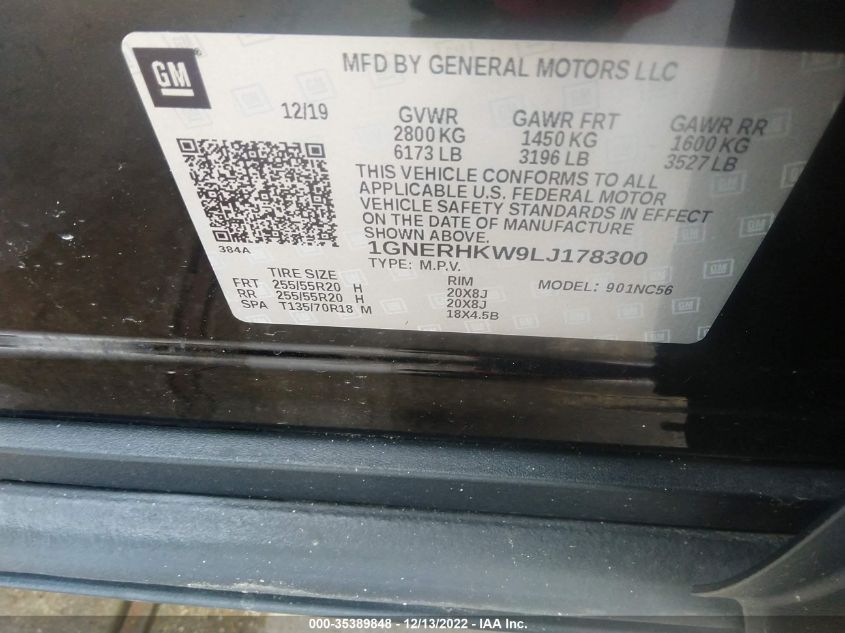 GM
MFD BY GENERAL MOTORS LLC
12/19
GVWR
2800 KG
6173 LB
GAWR FRT
1450 KG
3196 LB
GAWR RR
1600 KG
3527 LB
THIS VEHICLE CONFORMS TO ALL
APPLICABLE U.S. FEDERAL MOTOR
VEHICLE SAFETY STANDARDS IN EFFECT
ON THE DATE OF MANUFACTURE
SHOWN ABOVE.
384A
1GNERHKW9LJ178300
TYPE: M.P.V.
MODEL: 901NC56
TIRE SIZE
RIM
FRT 255/55R20 H 20X8J
RR 255/55R20 H 20X8J
SPA T135/70R18 M 18X4.5B
000-35389848 - 12/13/2022 - IAA Inc.